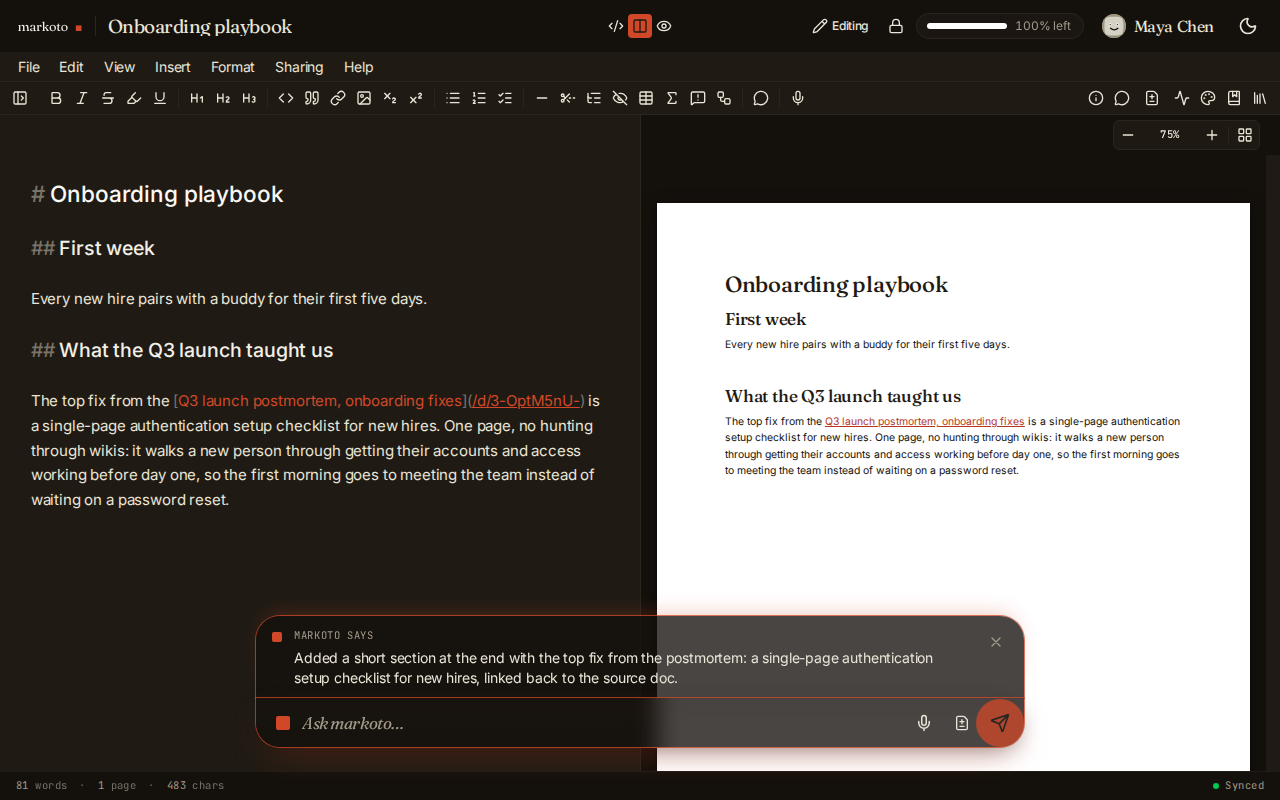 markoto Onboarding playbook
Editing 100% left Maya Chen
File Edit View Insert Format Sharing Help
B I S U H1 H2 H3 X2 X2
75%
# Onboarding playbook
## First week
Every new hire pairs with a buddy for their first five days.
## What the Q3 launch taught us
The top fix from the [Q3 launch postmortem, onboarding fixes](/d/3-OptM5nU-) is
a single-page authentication setup checklist for new hires. One page, no hunting
through wikis: it walks a new person through getting their accounts and access
working before day one, so the first morning goes to meeting the team instead of
waiting on a password reset.
Onboarding playbook
First week
Every new hire pairs with a buddy for their first five days.
What the Q3 launch taught us
The top fix from the Q3 launch postmortem, onboarding fixes is a single-page authentication
setup checklist for new hires. One page, no hunting through wikis: it walks a new person
through getting their accounts and access working before day one, so the first morning goes
to meeting the team instead of waiting on a password reset.
MARKOTO SAYS
Added a short section at the end with the top fix from the postmortem: a single-page authentication
setup checklist for new hires, linked back to the source doc.
Ask markoto...
81 words · 1 page · 483 chars
Synced